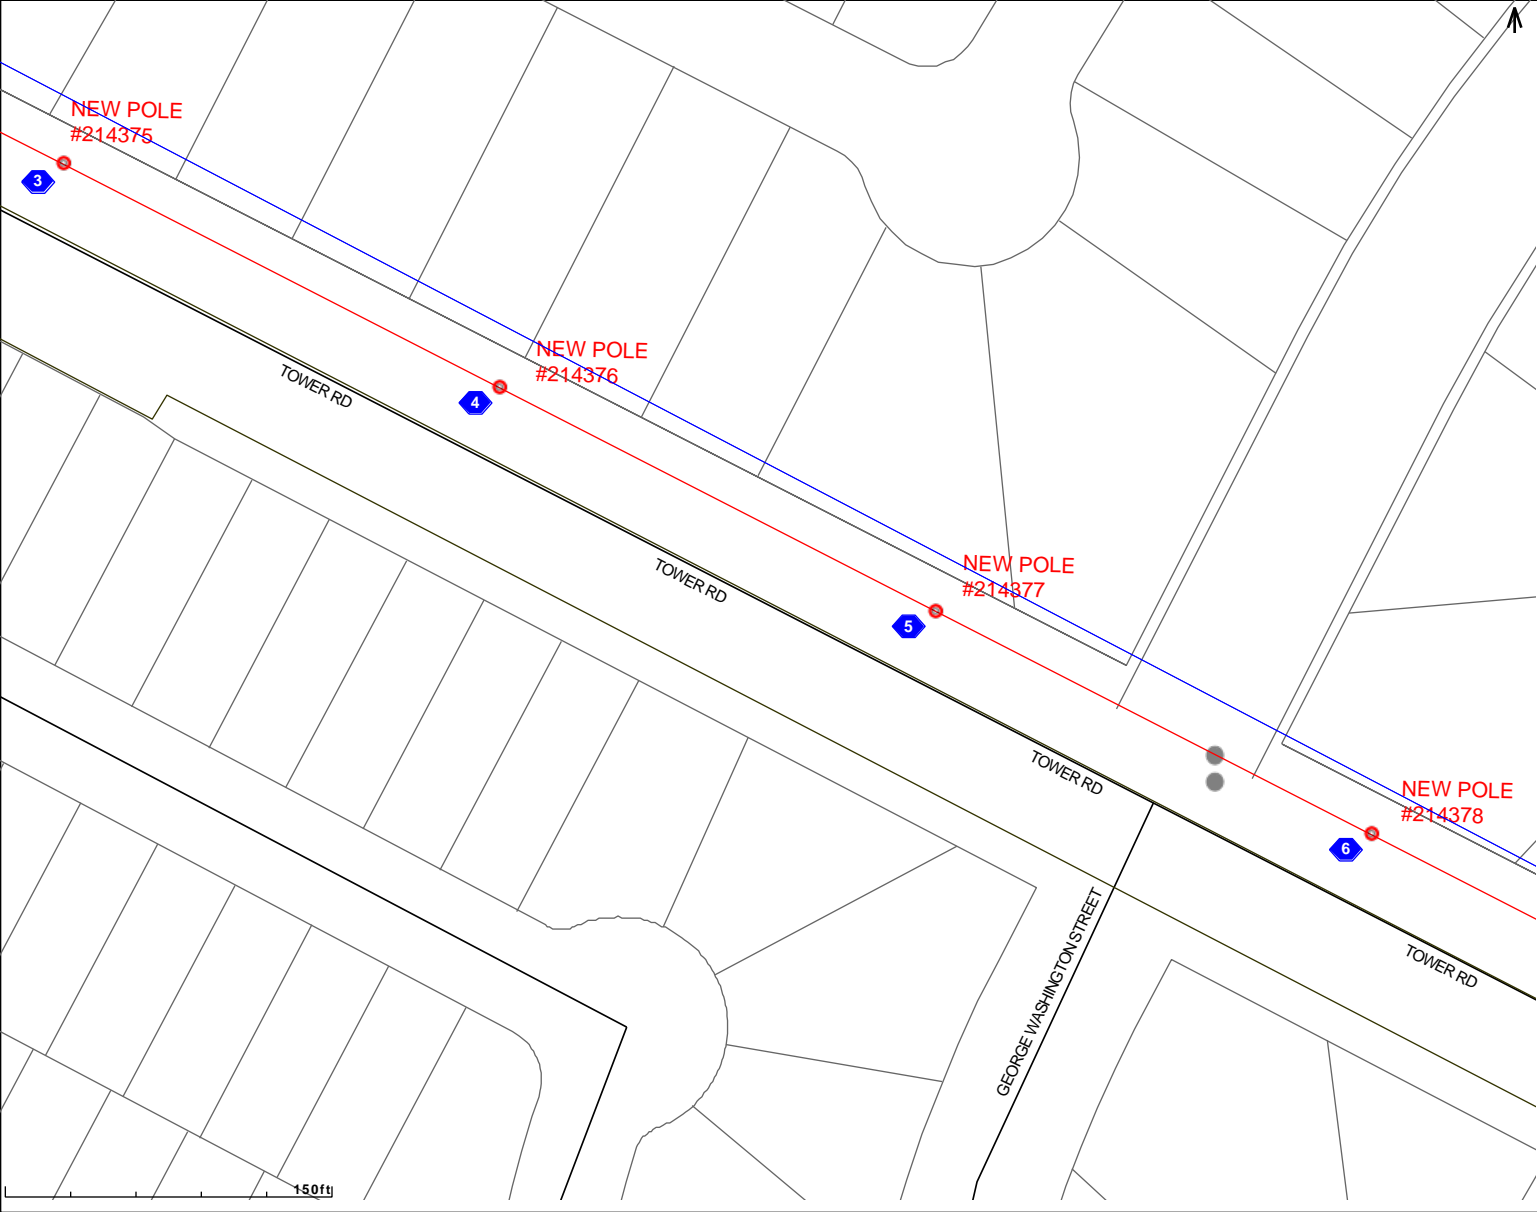 NEW POLE
#214375
3
NEW POLE
#214376
4
TOWER RD
NEW POLE
#214377
5
TOWER RD
TOWER RD
NEW POLE
#214378
6
GEORGE WASHINGTON STREET
TOWER RD
150ft